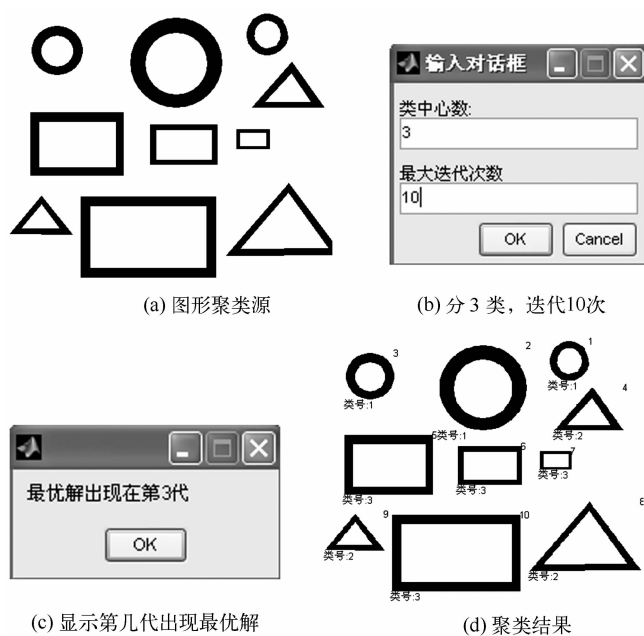 输入对话框
类中心数:
3
最大迭代次数
10
OK
Cancel
(a) 图形聚类源
(b) 分 3 类，迭代10次
最优解出现在第3代
OK
(c) 显示第几代出现最优解
3
类号:1
2
类号:1
1
类号:1
4
类号:2
5
类号:3
6
类号:3
7
类号:3
9
类号:2
10
类号:3
8
类号:2
(d) 聚类结果